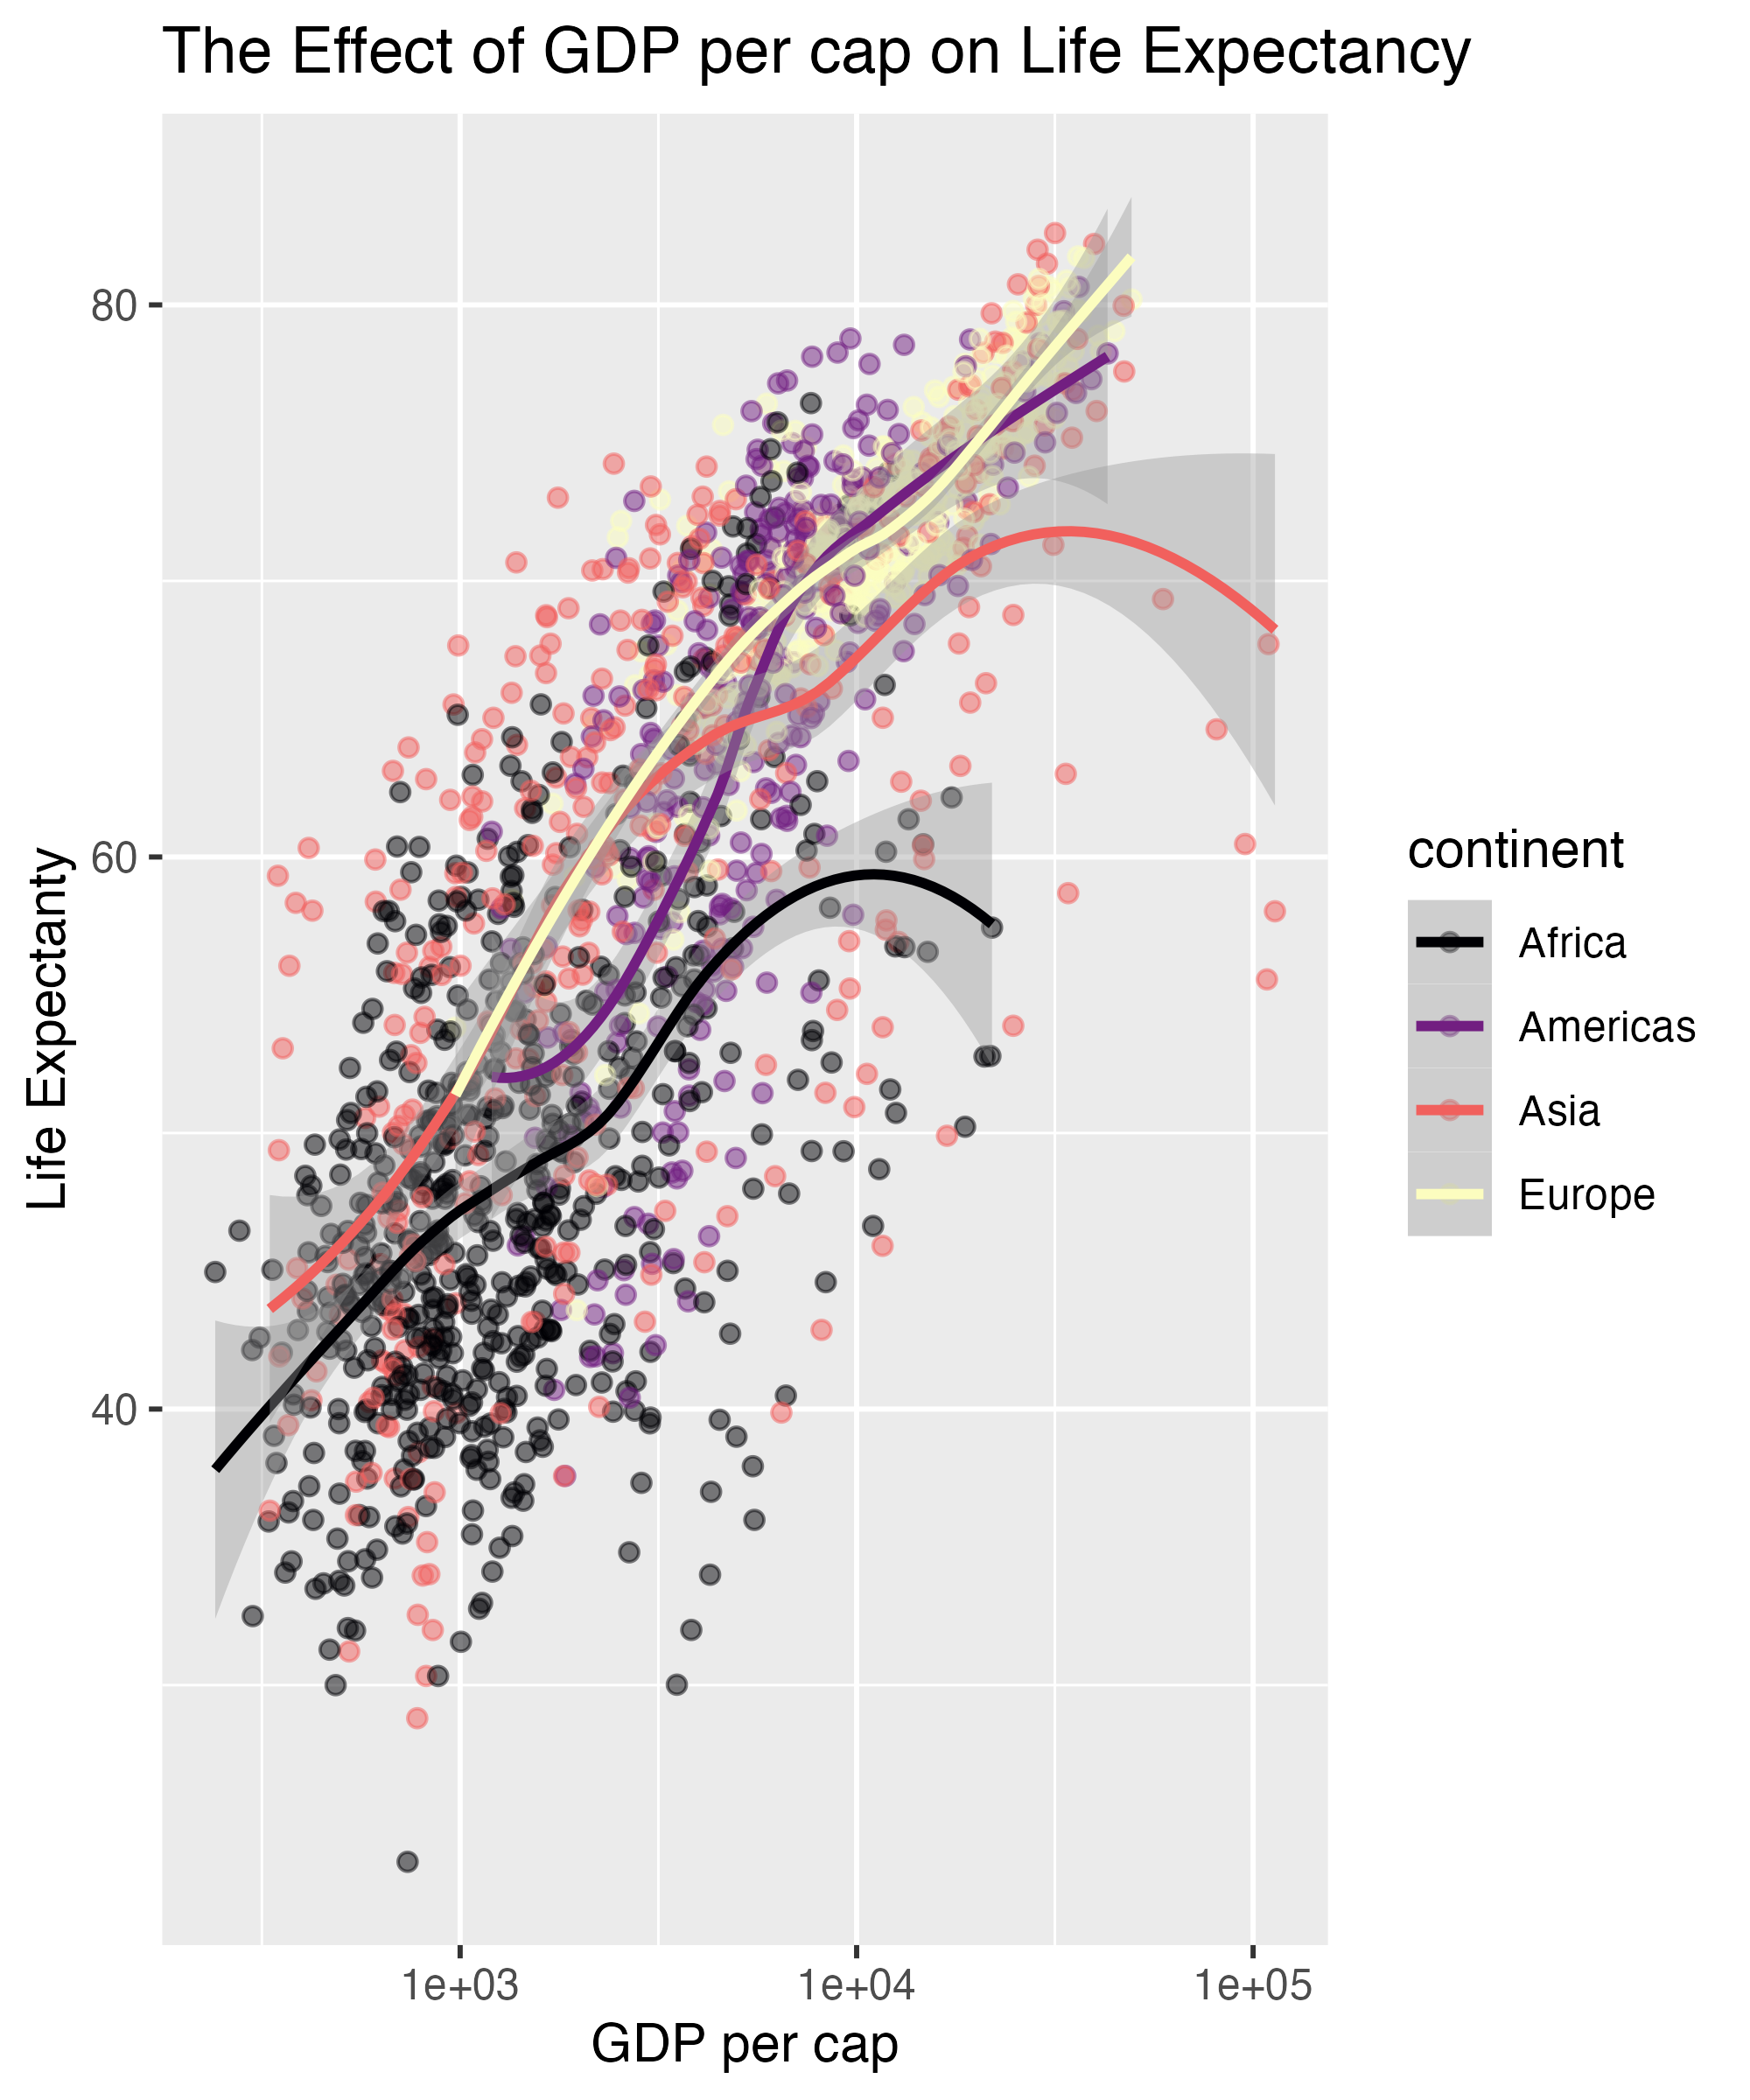 The Effect of GDP per cap on Life Expectancy
Life Expectanty
80
60
40
1e+03
1e+04
1e+05
GDP per cap
continent
Africa
Americas
Asia
Europe